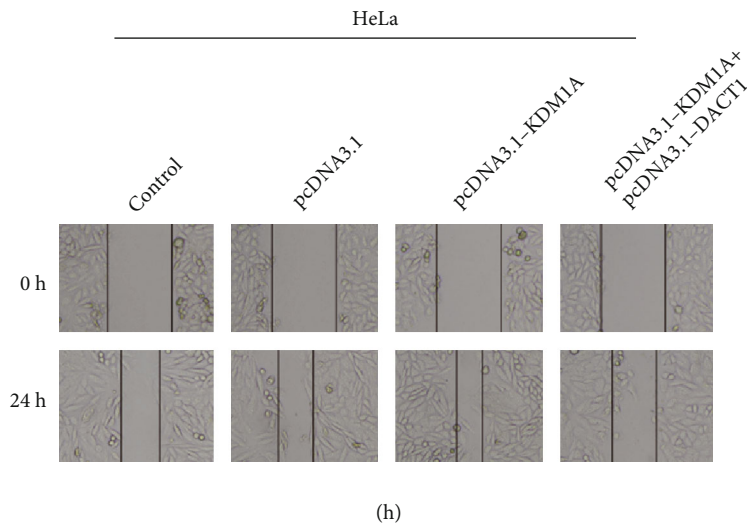 HeLa
Control
pcDNA3.1
pcDNA3.1–KDM1A
pcDNA3.1–KDM1A+
pcDNA3.1–DACT1
0 h
24 h
(h)